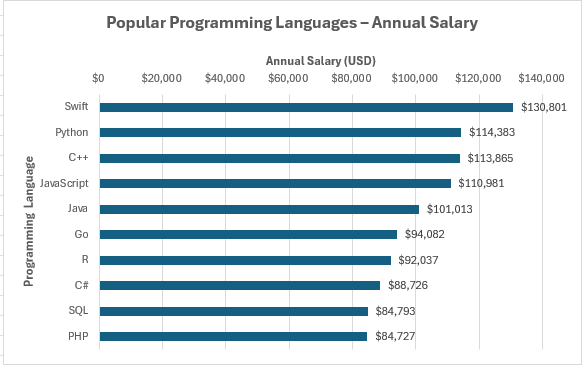 Popular Programming Languages – Annual Salary
Annual Salary (USD)
$0 $20,000 $40,000 $60,000 $80,000 $100,000 $120,000 $140,000
Programming Language
Swift $130,801
Python $114,383
C++ $113,865
JavaScript $110,981
Java $101,013
Go $94,082
R $92,037
C# $88,726
SQL $84,793
PHP $84,727